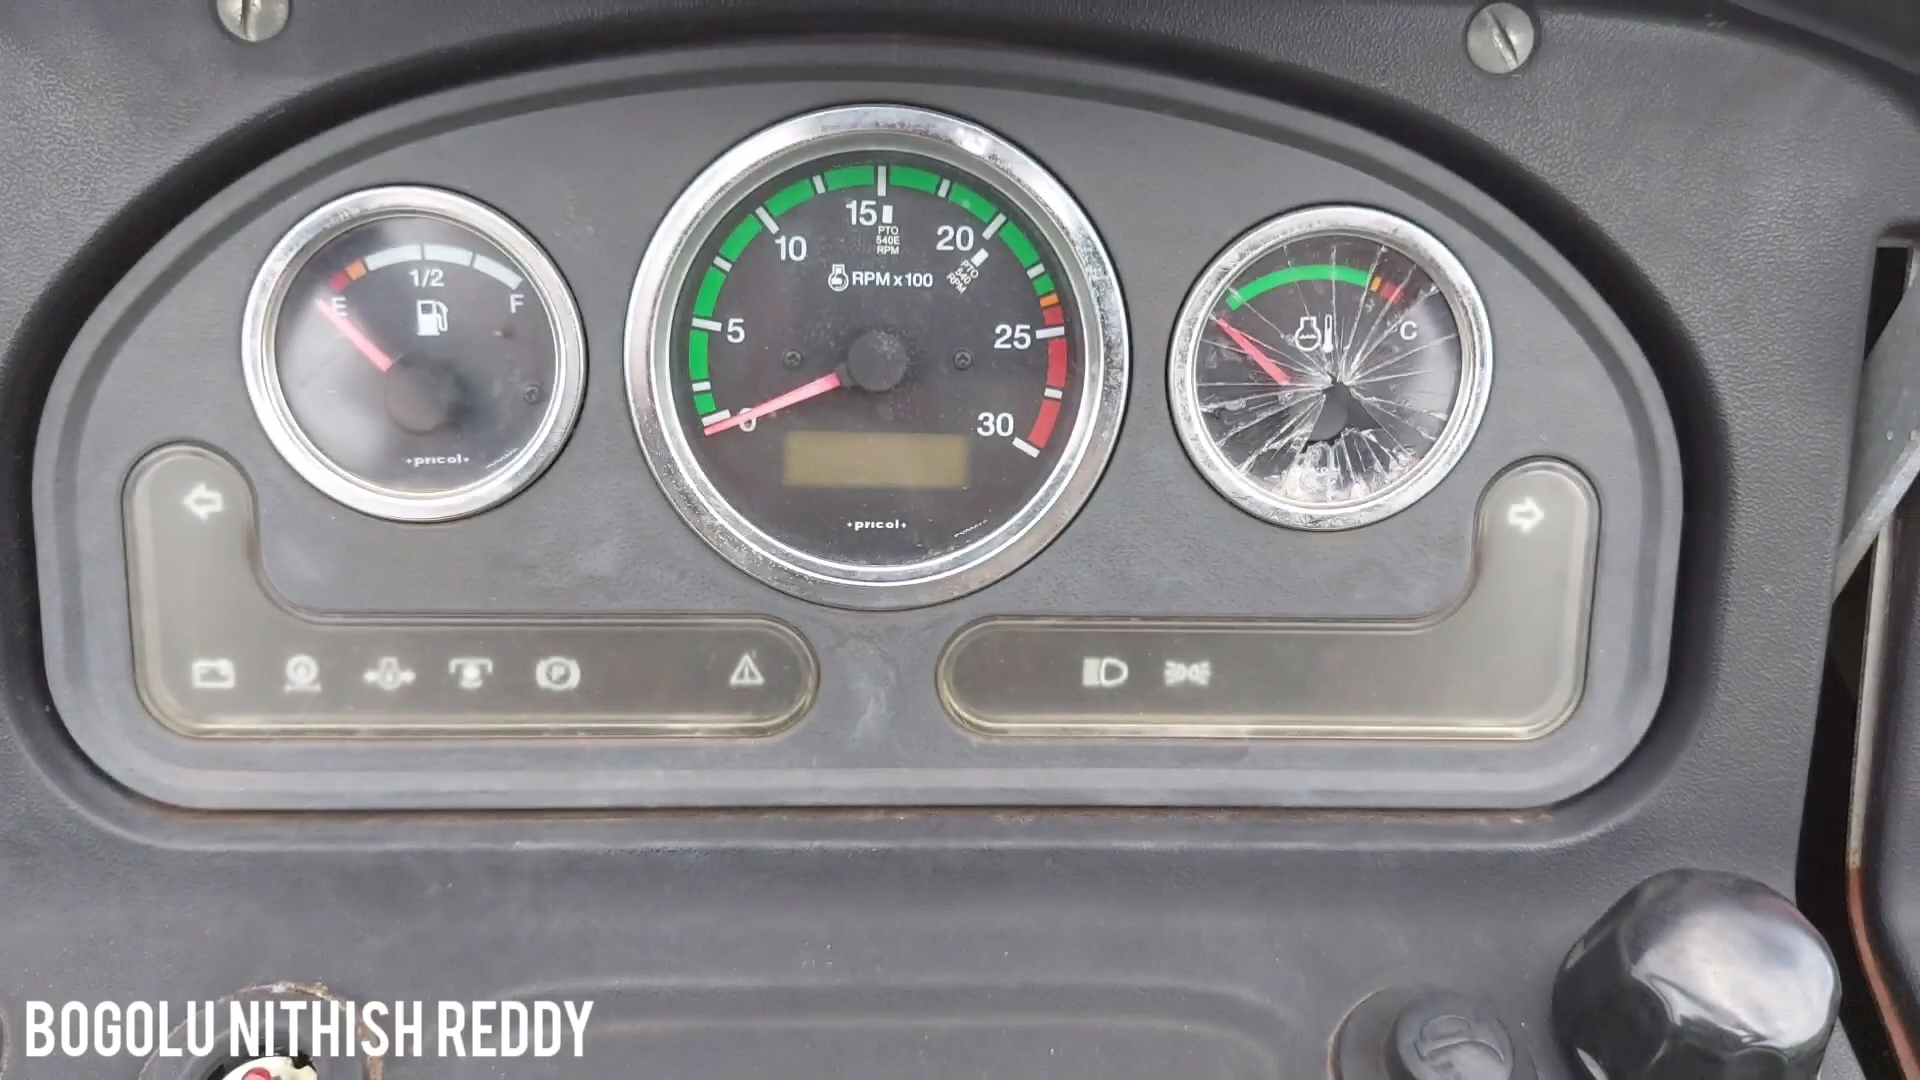 15
PTO
540E
RPM
10
20
PTO
540
RPM
RPM x 100
5
25
0
30
+pricol+
1/2
E
F
+pricol+
C
P
BOGOLU NITHISH REDDY